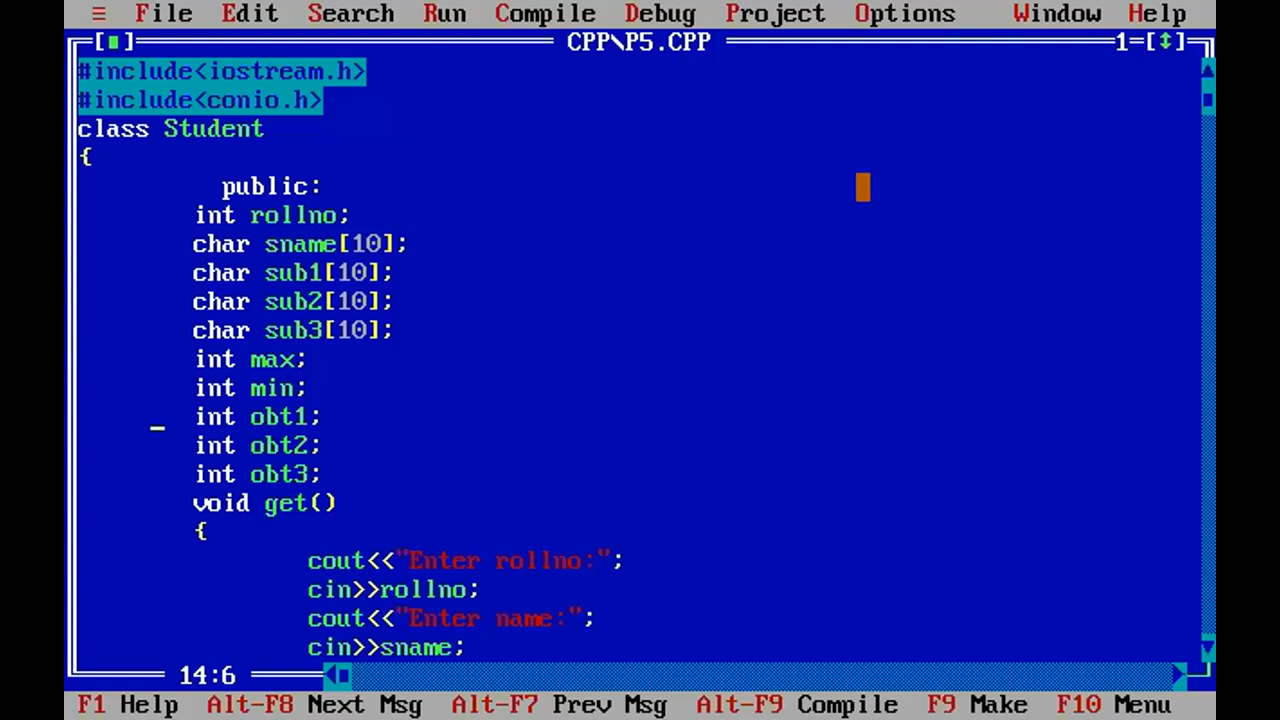 ≡ File Edit Search Run Compile Debug Project Options Window Help
[■] CPP\P5.CPP 1=[↕]
#include<iostream.h>
#include<conio.h>
class Student
{
public:
int rollno;
char sname[10];
char sub1[10];
char sub2[10];
char sub3[10];
int max;
int min;
int obt1;
int obt2;
int obt3;
void get()
{
cout<<"Enter rollno:";
cin>>rollno;
cout<<"Enter name:";
cin>>sname;
14:6
F1 Help Alt-F8 Next Msg Alt-F7 Prev Msg Alt-F9 Compile F9 Make F10 Menu